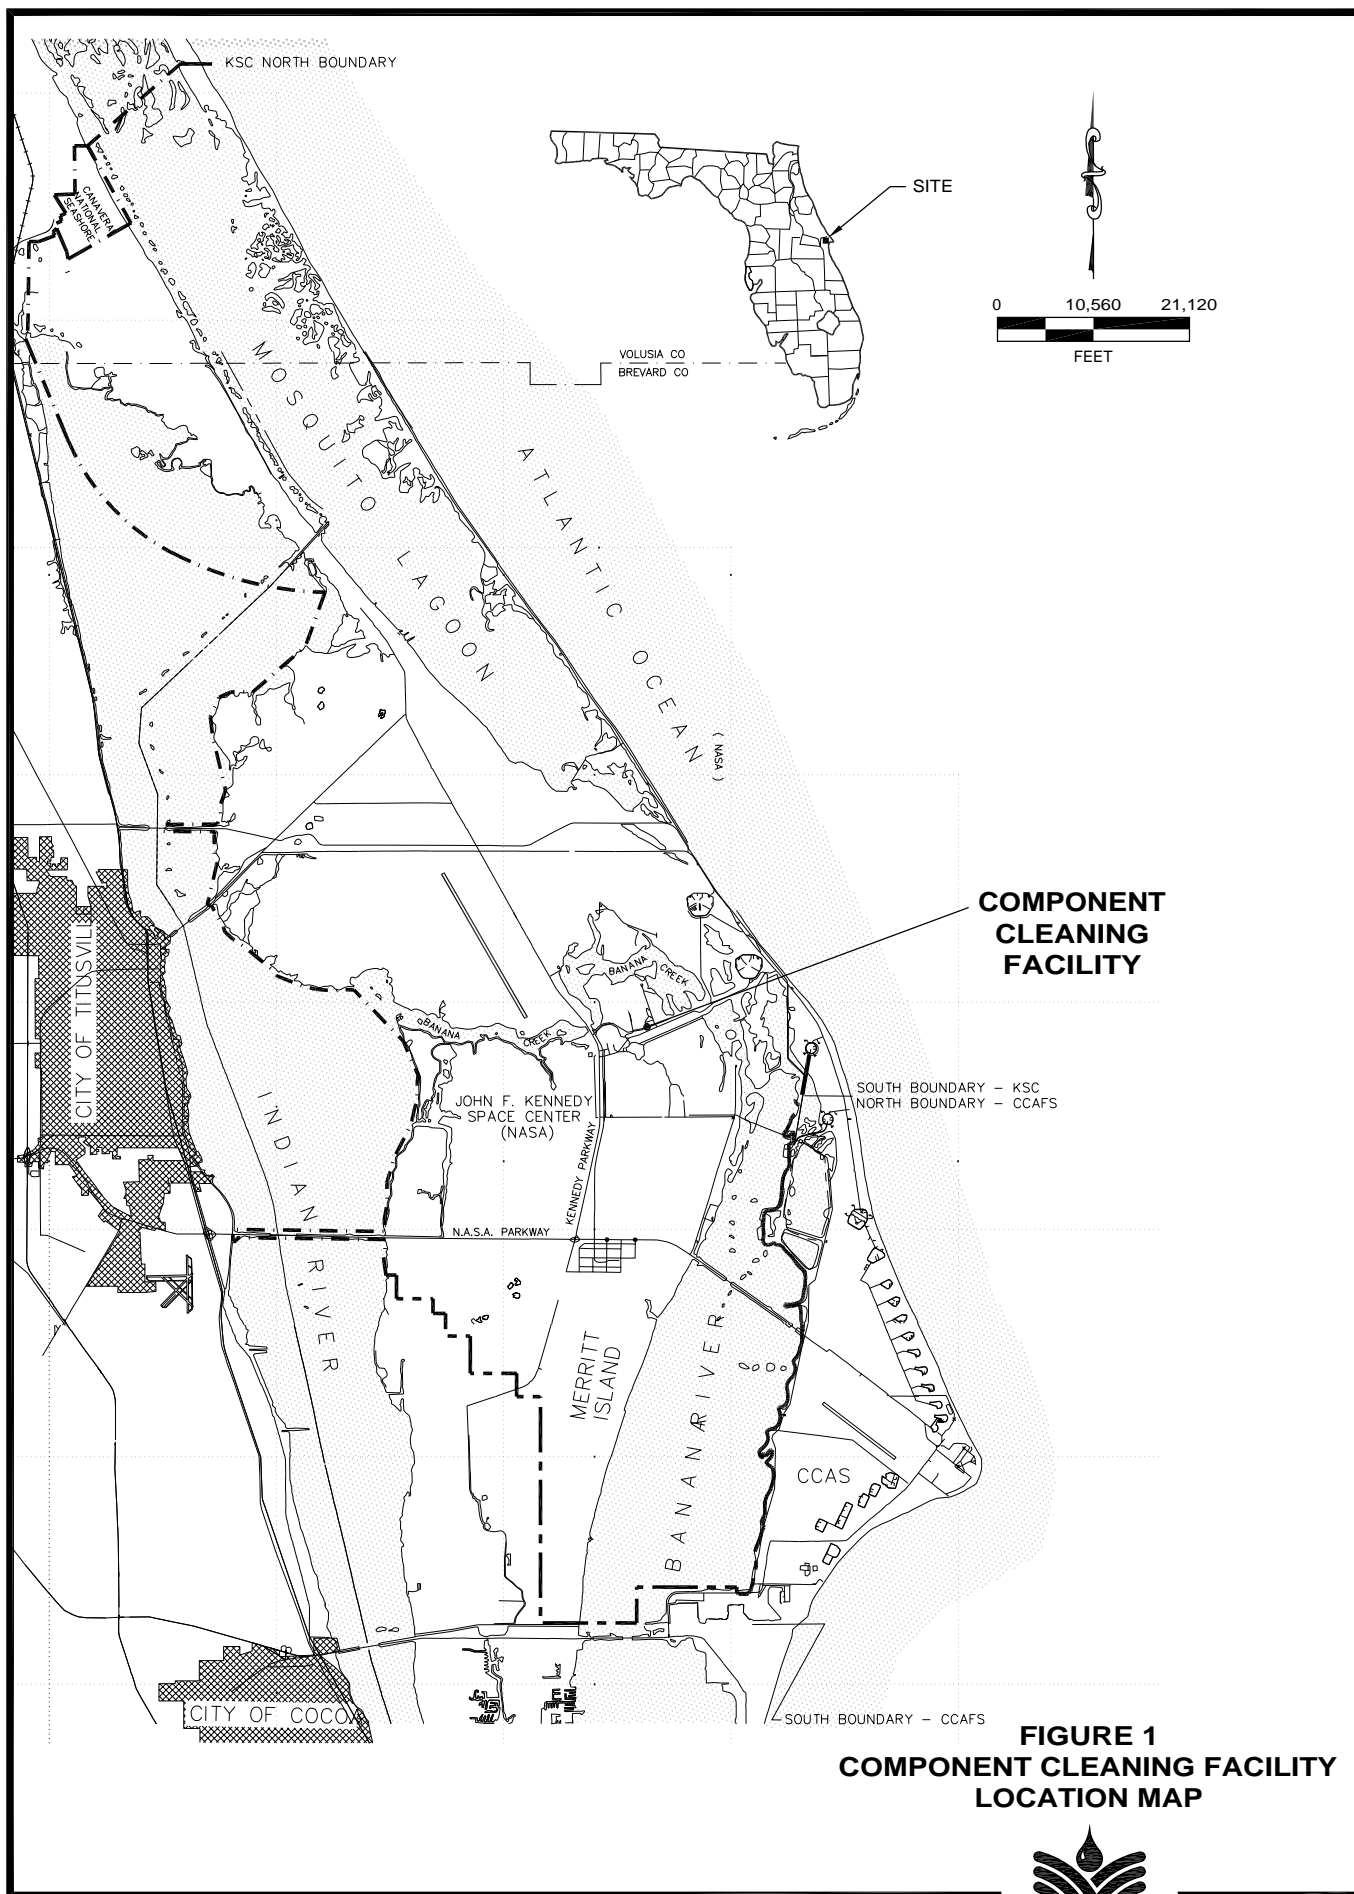 KSC NORTH BOUNDARY
CANAVERA
NATIONAL
SEASHORE
SITE
0 10,560 21,120
FEET
VOLUSIA CO
BREVARD CO
MOSQUITO LAGOON
ATLANTIC OCEAN
( NASA )
COMPONENT
CLEANING
FACILITY
BANANA CREEK
BANANA CREEK
CITY OF TITUSVILL
INDIAN RIVER
JOHN F. KENNEDY
SPACE CENTER
(NASA)
KENNEDY PARKWAY
SOUTH BOUNDARY – KSC
NORTH BOUNDARY – CCAFS
N.A.S.A. PARKWAY
MERRITT
ISLAND
BANANA RIVER
CCAS
CITY OF COCOA
SOUTH BOUNDARY – CCAFS
FIGURE 1
COMPONENT CLEANING FACILITY
LOCATION MAP